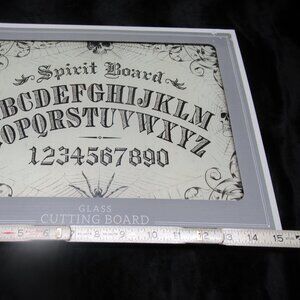 Spirit Board
ABCDEFGHIJKLM
NOPQRSTUVWXYZ
1234567890
GLASS
CUTTING BOARD
5 6 7 8 9 10 11 12 13 14 15